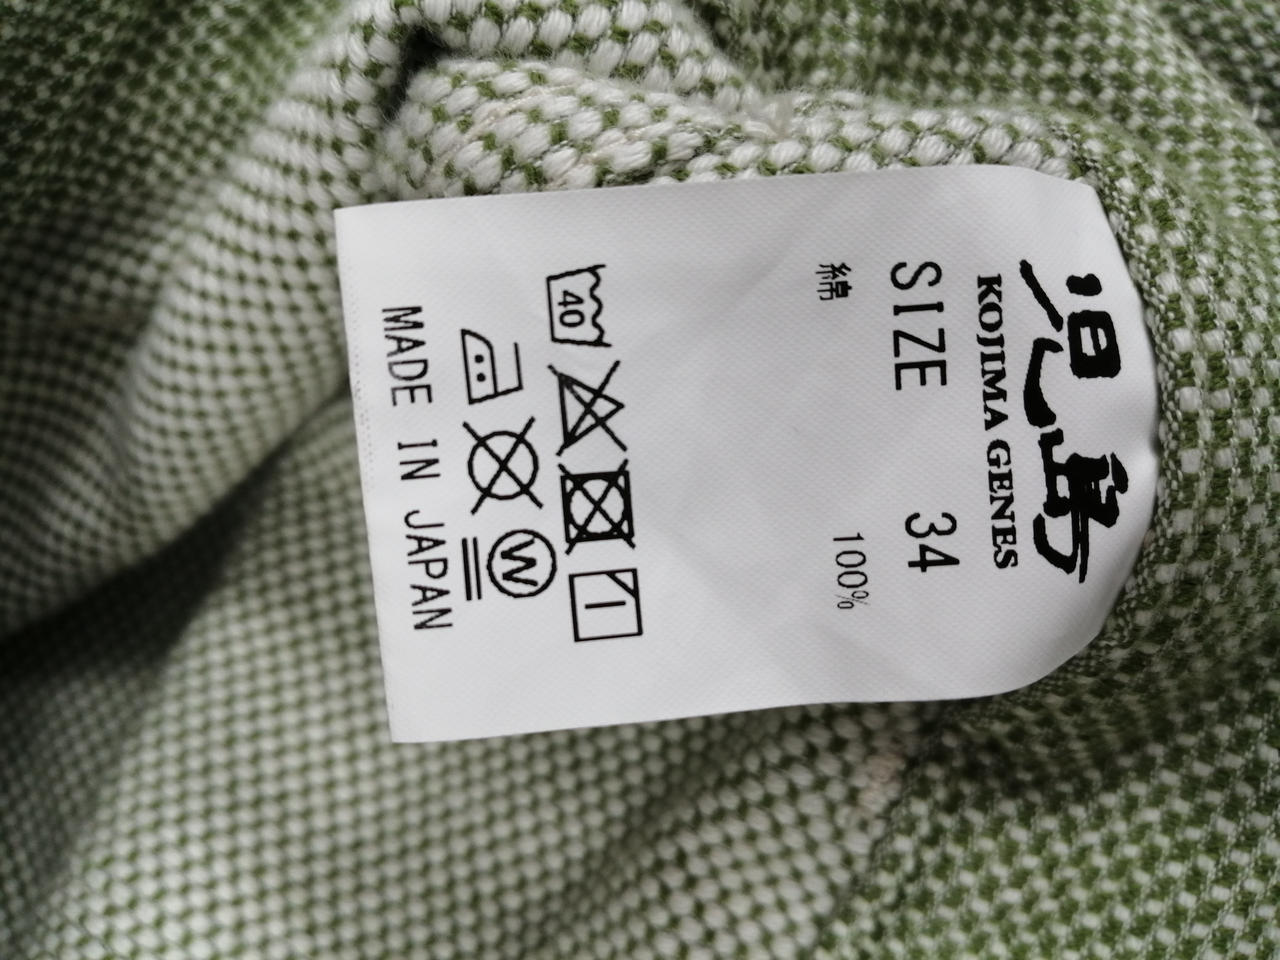 児島
KOJIMA GENES
SIZE 34
綿 100%
40
W
MADE IN JAPAN